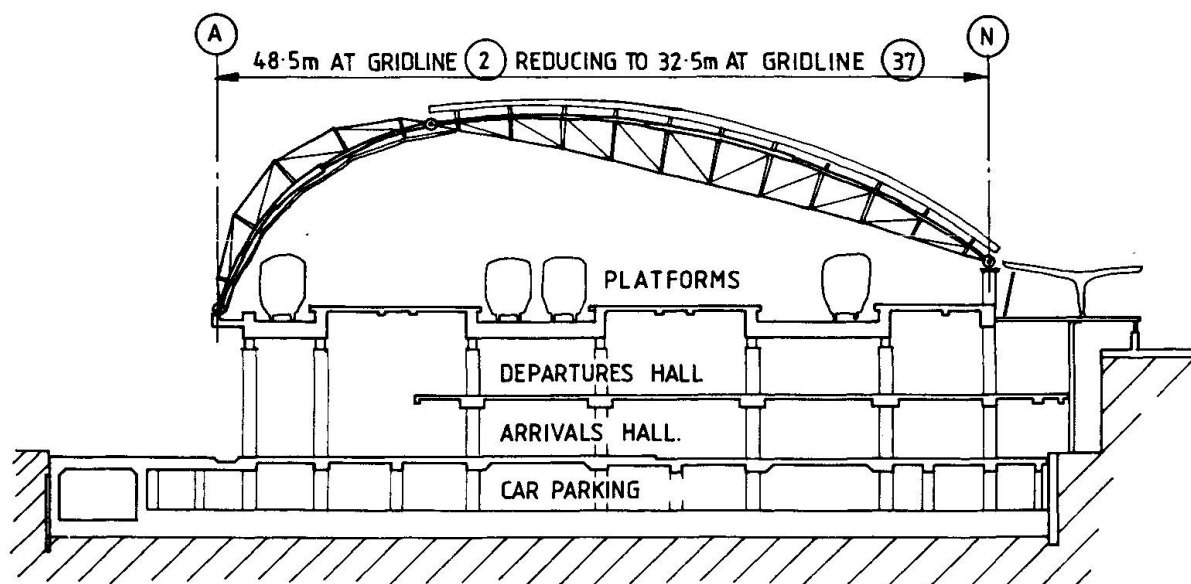 A N
48·5m AT GRIDLINE 2 REDUCING TO 32·5m AT GRIDLINE 37
PLATFORMS
DEPARTURES HALL
ARRIVALS HALL.
CAR PARKING